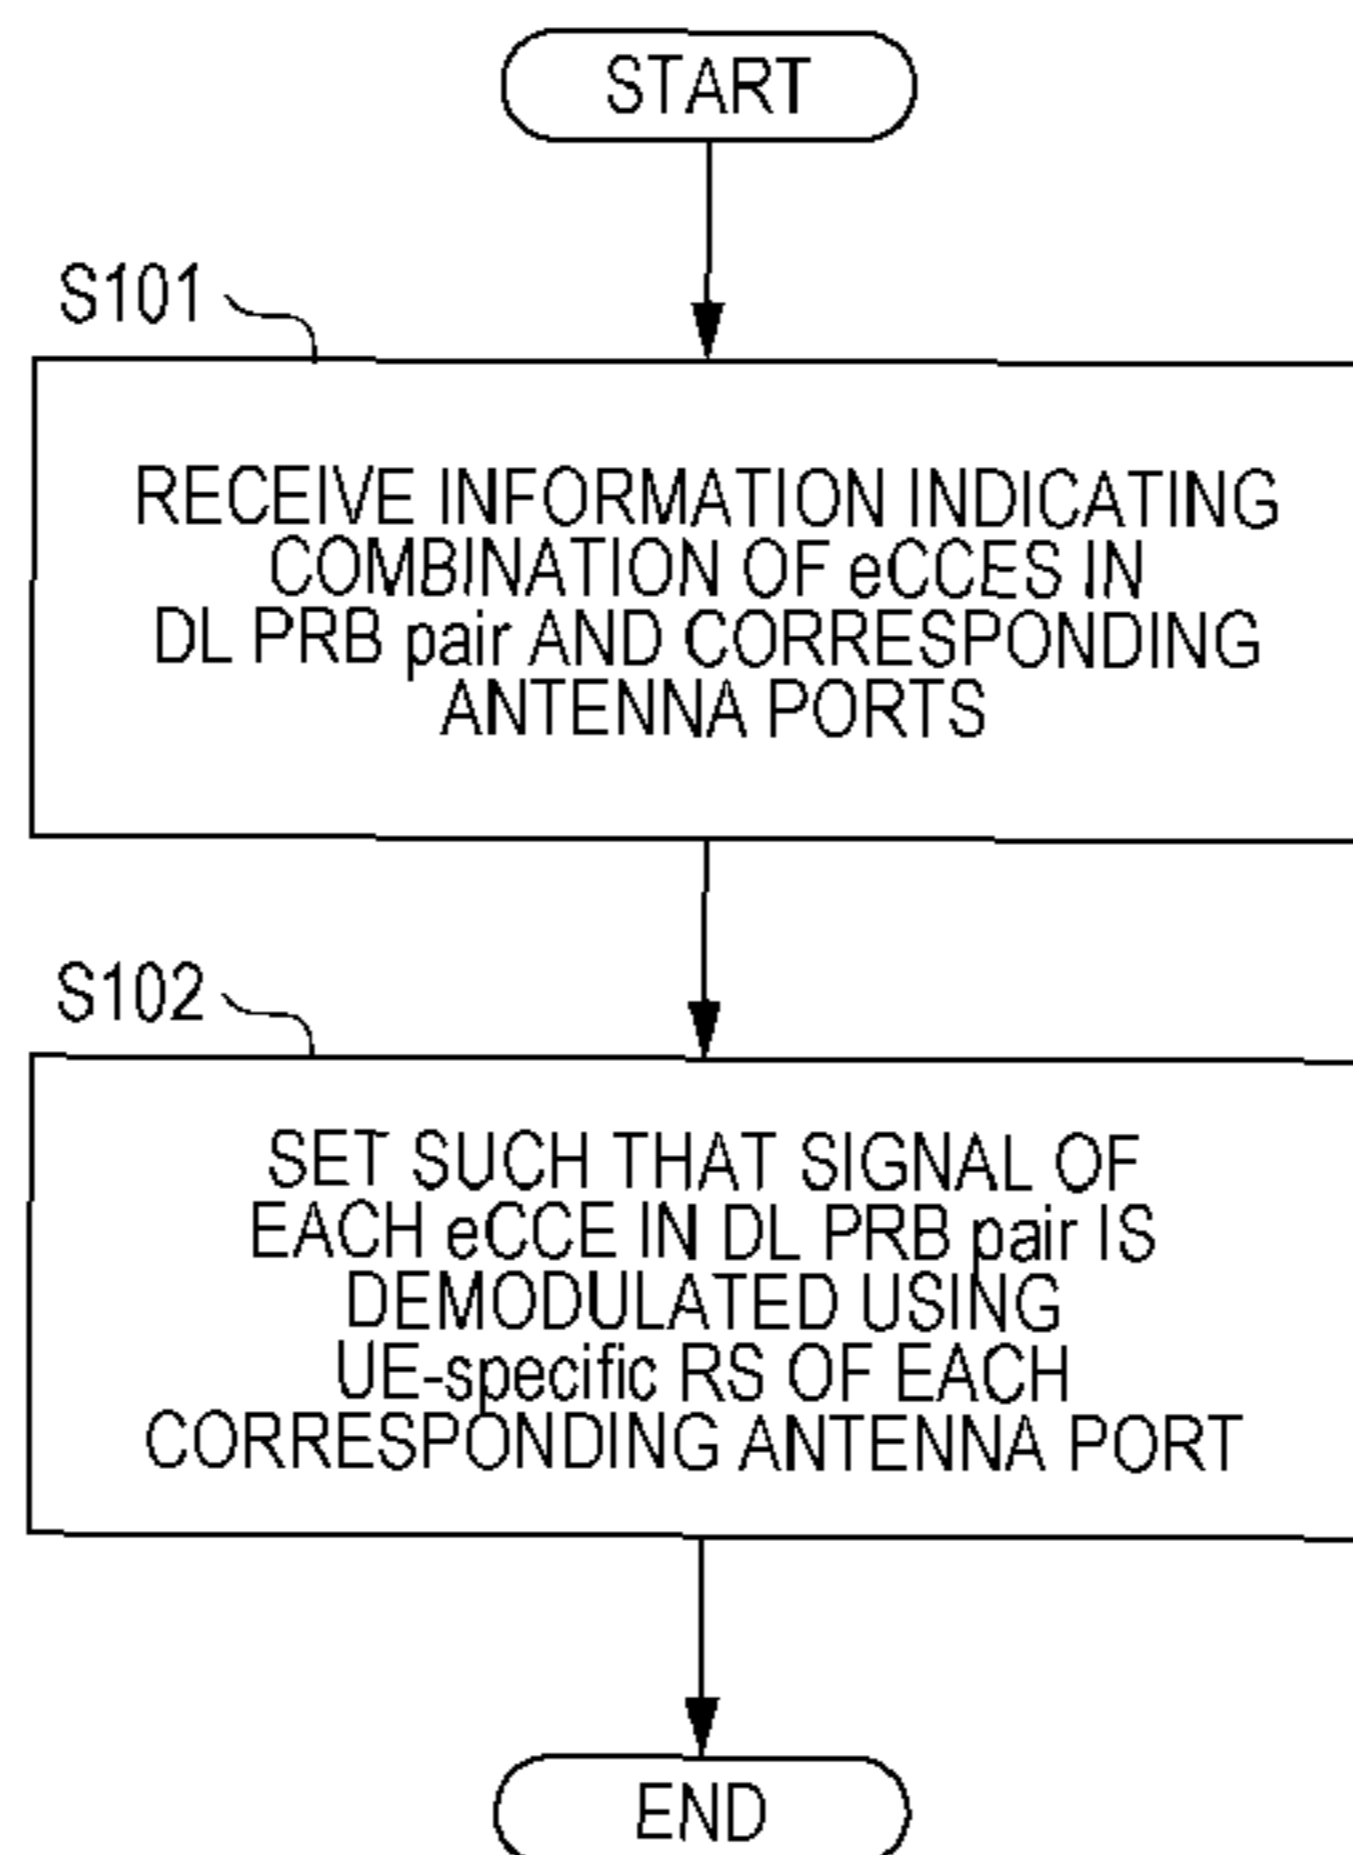 START
S101
RECEIVE INFORMATION INDICATING
COMBINATION OF eCCES IN
DL PRB pair AND CORRESPONDING
ANTENNA PORTS
S102
SET SUCH THAT SIGNAL OF
EACH eCCE IN DL PRB pair IS
DEMODULATED USING
UE-specific RS OF EACH
CORRESPONDING ANTENNA PORT
END